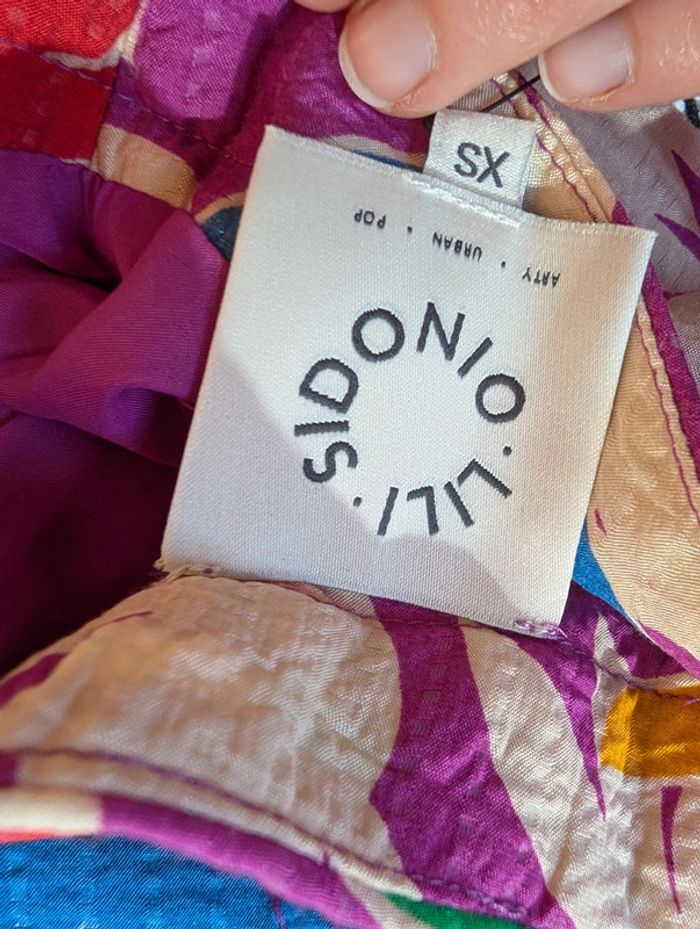 LILI · SIDONIO ·
ARTY · URBAN · POP
XS